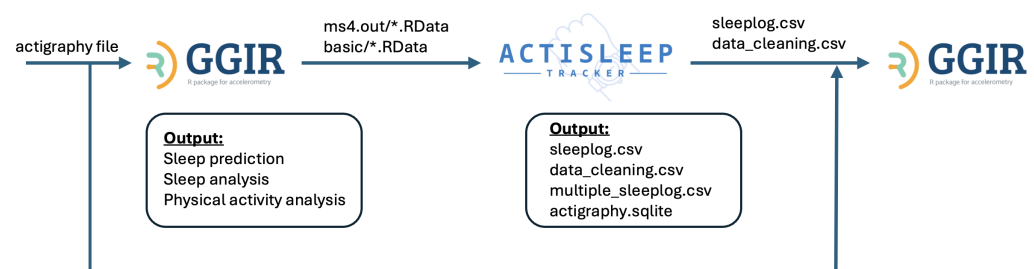 actigraphy file
GGIR
R package for accelerometry
ms4.out/*.RData
basic/*.RData
ACTISLEEP
TRACKER
sleeplog.csv
data_cleaning.csv
GGIR
R package for accelerometry
Output:
Sleep prediction
Sleep analysis
Physical activity analysis
Output:
sleeplog.csv
data_cleaning.csv
multiple_sleeplog.csv
actigraphy.sqlite